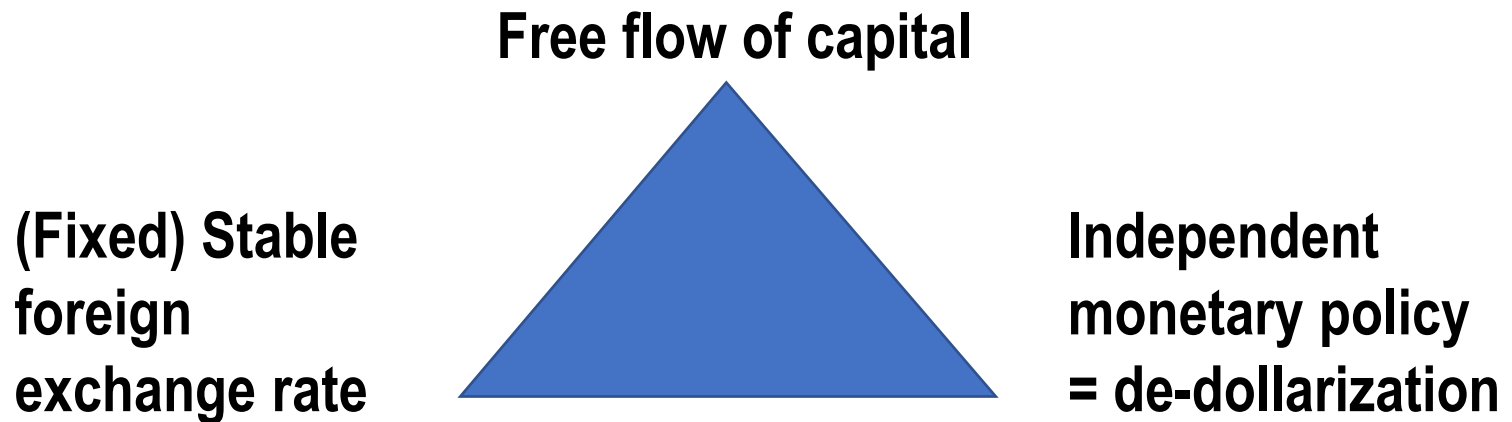 Free flow of capital
(Fixed) Stable
foreign
exchange rate
Independent
monetary policy
= de-dollarization